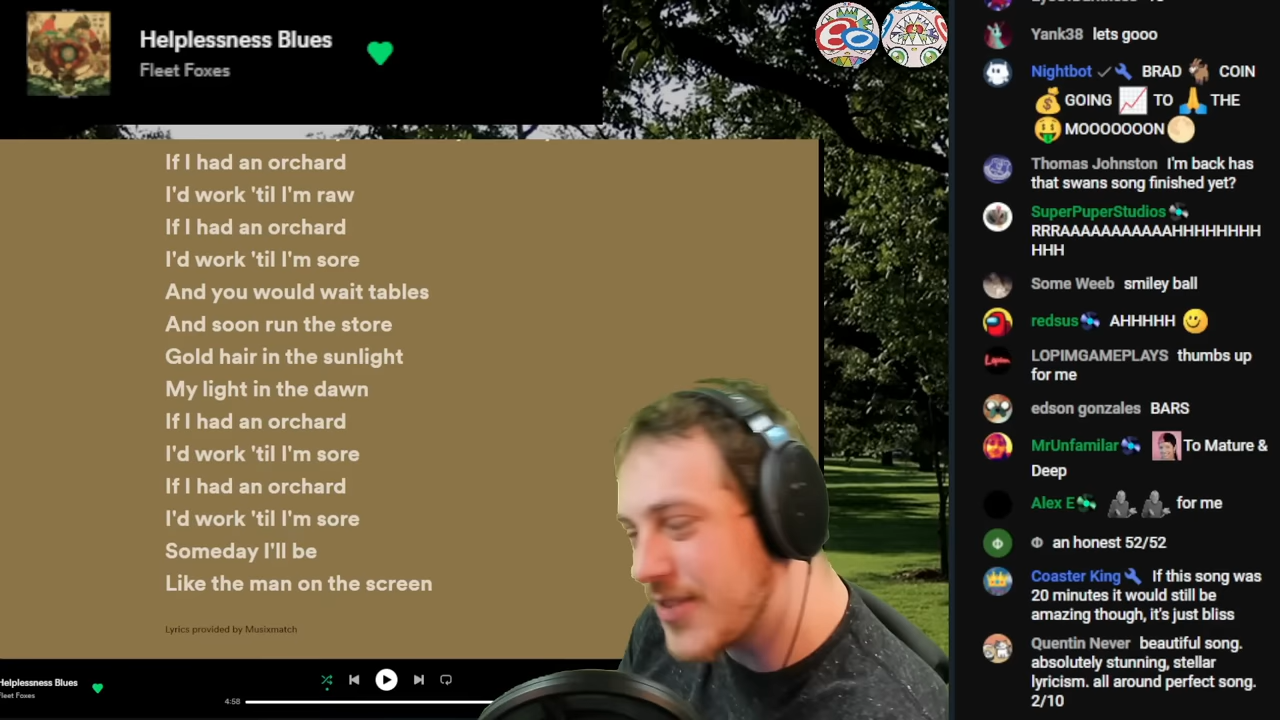 Helplessness Blues
Fleet Foxes
If I had an orchard
I'd work 'til I'm raw
If I had an orchard
I'd work 'til I'm sore
And you would wait tables
And soon run the store
Gold hair in the sunlight
My light in the dawn
If I had an orchard
I'd work 'til I'm sore
If I had an orchard
I'd work 'til I'm sore
Someday I'll be
Like the man on the screen
Lyrics provided by Musixmatch
Helplessness Blues
Fleet Foxes
4:58
Yank38 lets gooo
Nightbot BRAD COIN
GOING TO THE
MOOOOOOON
Thomas Johnston I'm back has
that swans song finished yet?
SuperPuperStudios
RRRAAAAAAAAAAAHHHHHHHH
HHH
Some Weeb smiley ball
redsus AHHHHH
LOPIMGAMEPLAYS thumbs up
for me
edson gonzales BARS
MrUnfamilar To Mature &
Deep
Alex E for me
Φ Φ an honest 52/52
Coaster King If this song was
20 minutes it would still be
amazing though, it's just bliss
Quentin Never beautiful song.
absolutely stunning, stellar
lyricism. all around perfect song.
2/10